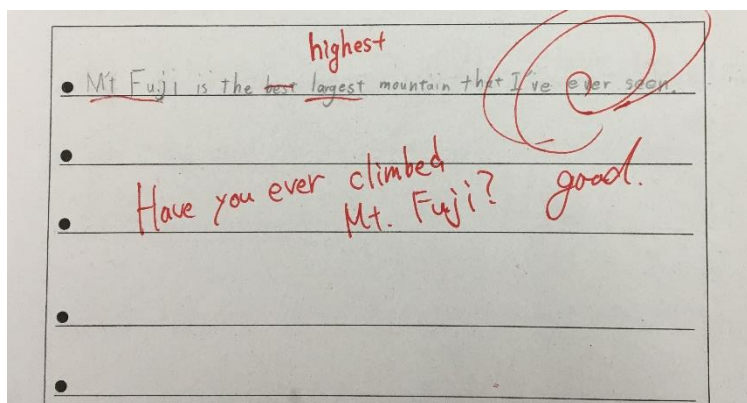 highest
Mt Fuji is the best largest mountain that I've ever seen.
Have you ever climbed
Mt. Fuji? good.